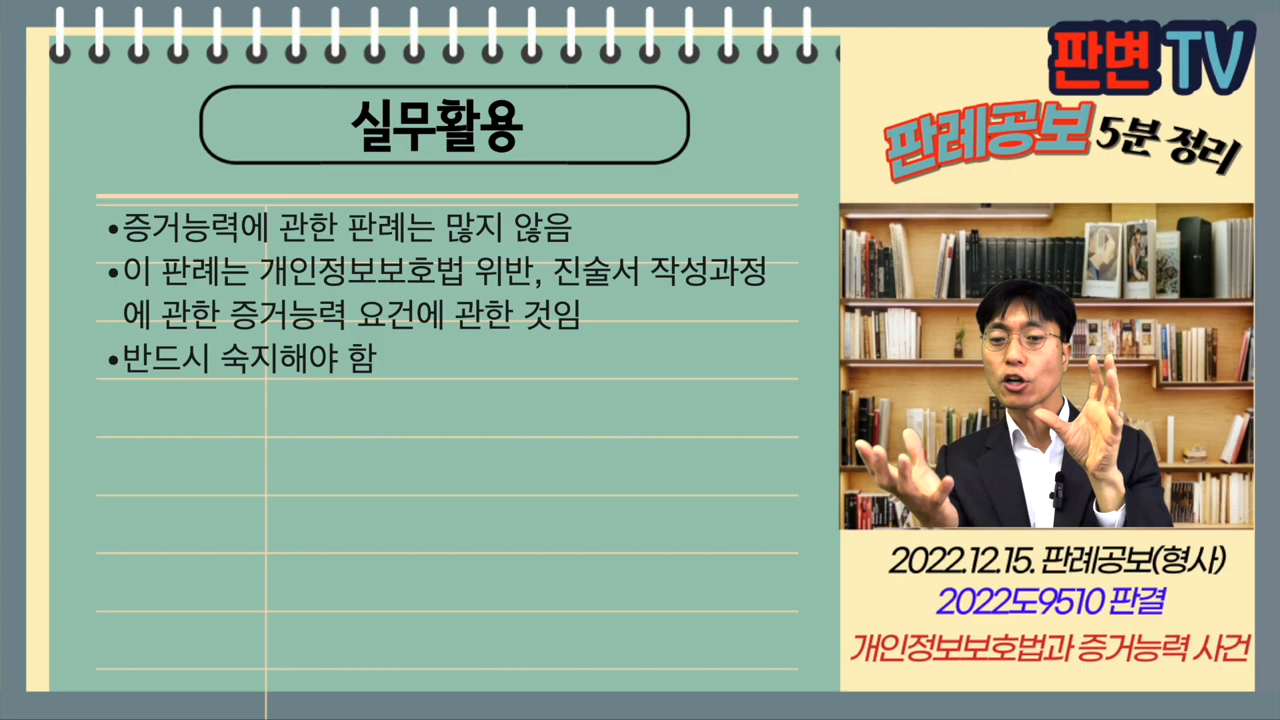 실무활용
•증거능력에 관한 판례는 많지 않음
•이 판례는 개인정보보호법 위반, 진술서 작성과정
에 관한 증거능력 요건에 관한 것임
•반드시 숙지해야 함
판변 TV
판례공보 5분 정리
2022.12.15. 판례공보(형사)
2022도9510 판결
개인정보보호법과 증거능력 사건